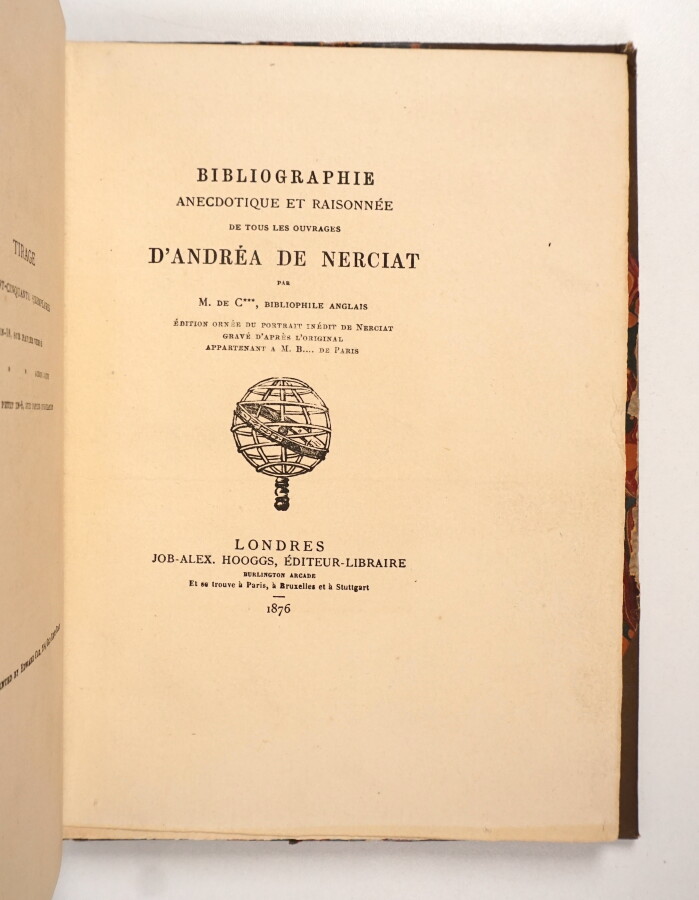 TIRAGE
BIBLIOGRAPHIE
ANECDOTIQUE ET RAISONNÉE
DE TOUS LES OUVRAGES
D'ANDRÉA DE NERCIAT
PAR
M. DE C***, BIBLIOPHILE ANGLAIS
ÉDITION ORNÉE DU PORTRAIT INÉDIT DE NERCIAT
GRAVÉ D'APRÈS L'ORIGINAL
APPARTENANT A M. B.... DE PARIS
LONDRES
JOB-ALEX. HOOGGS, ÉDITEUR-LIBRAIRE
BURLINGTON ARCADE
Et se trouve à Paris, à Bruxelles et à Stuttgart
1876